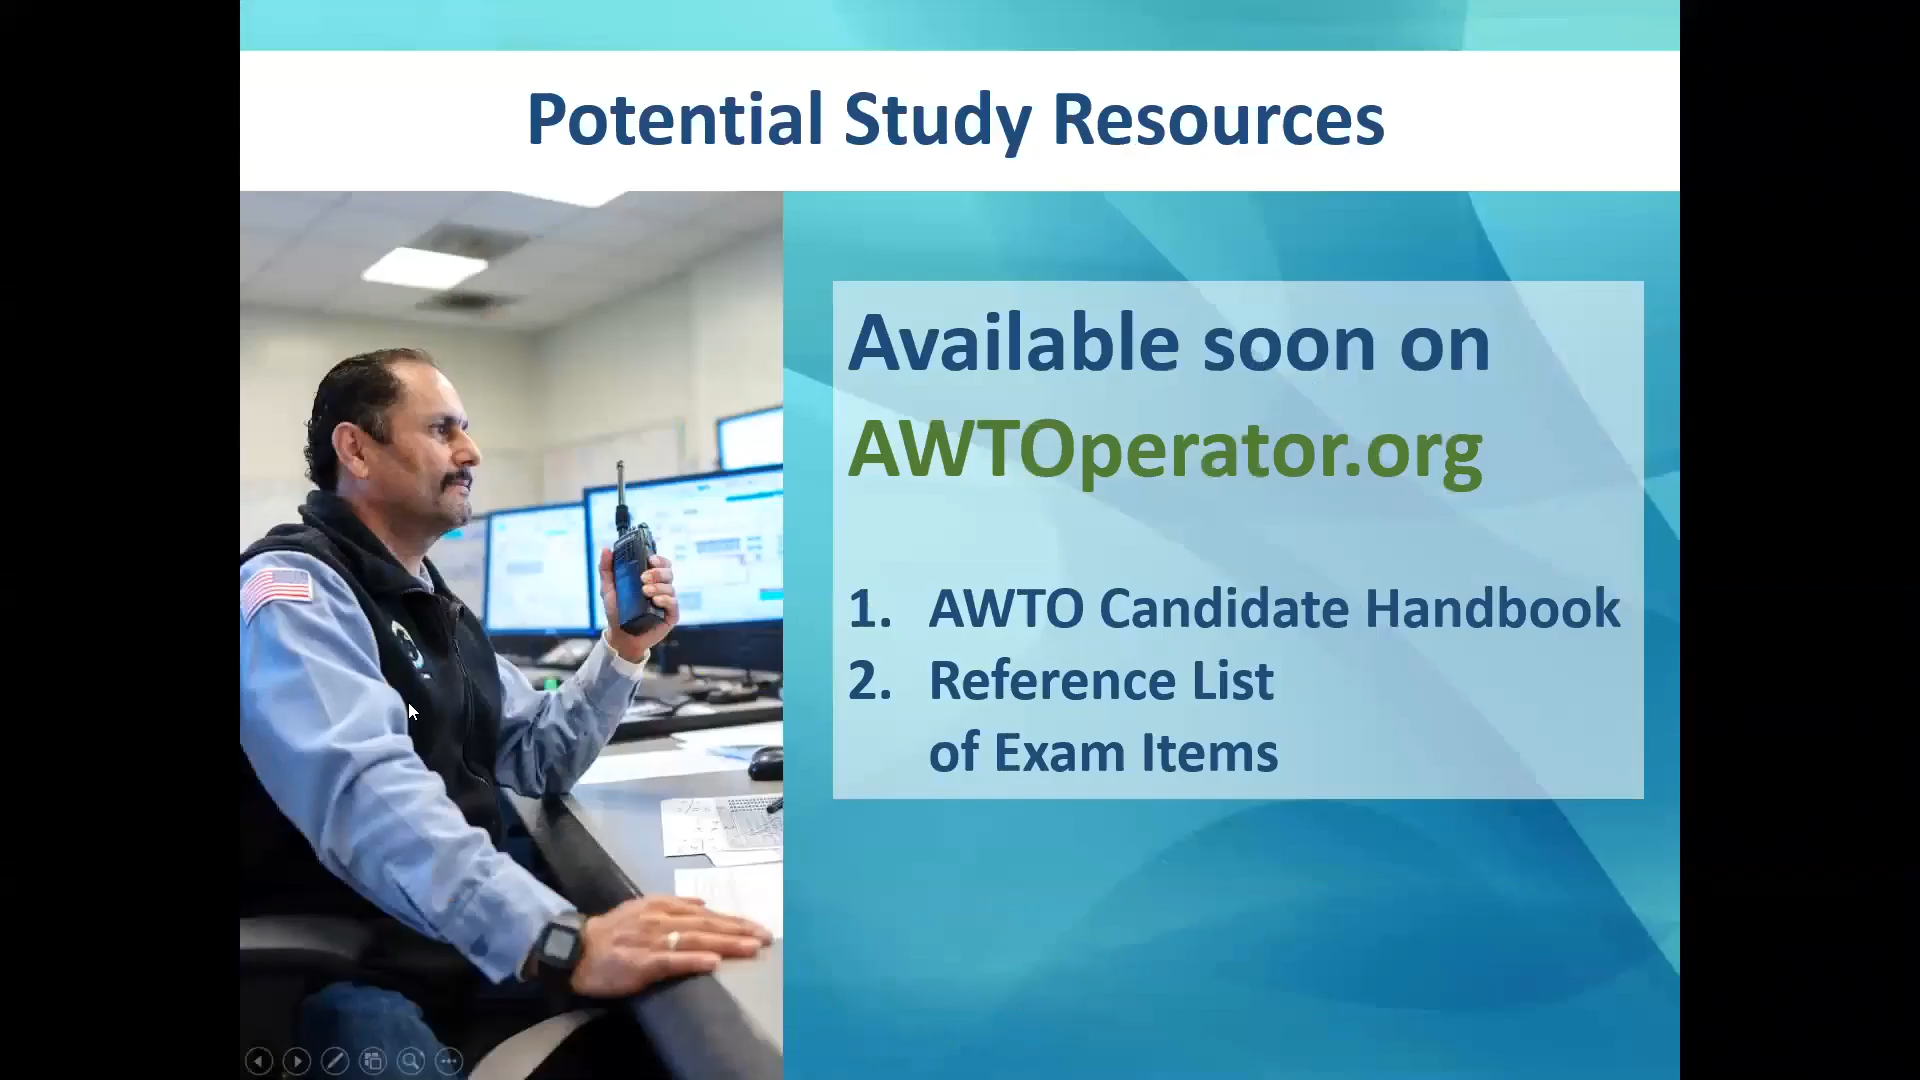 Potential Study Resources
Available soon on
AWTOperator.org
1. AWTO Candidate Handbook
2. Reference List
of Exam Items